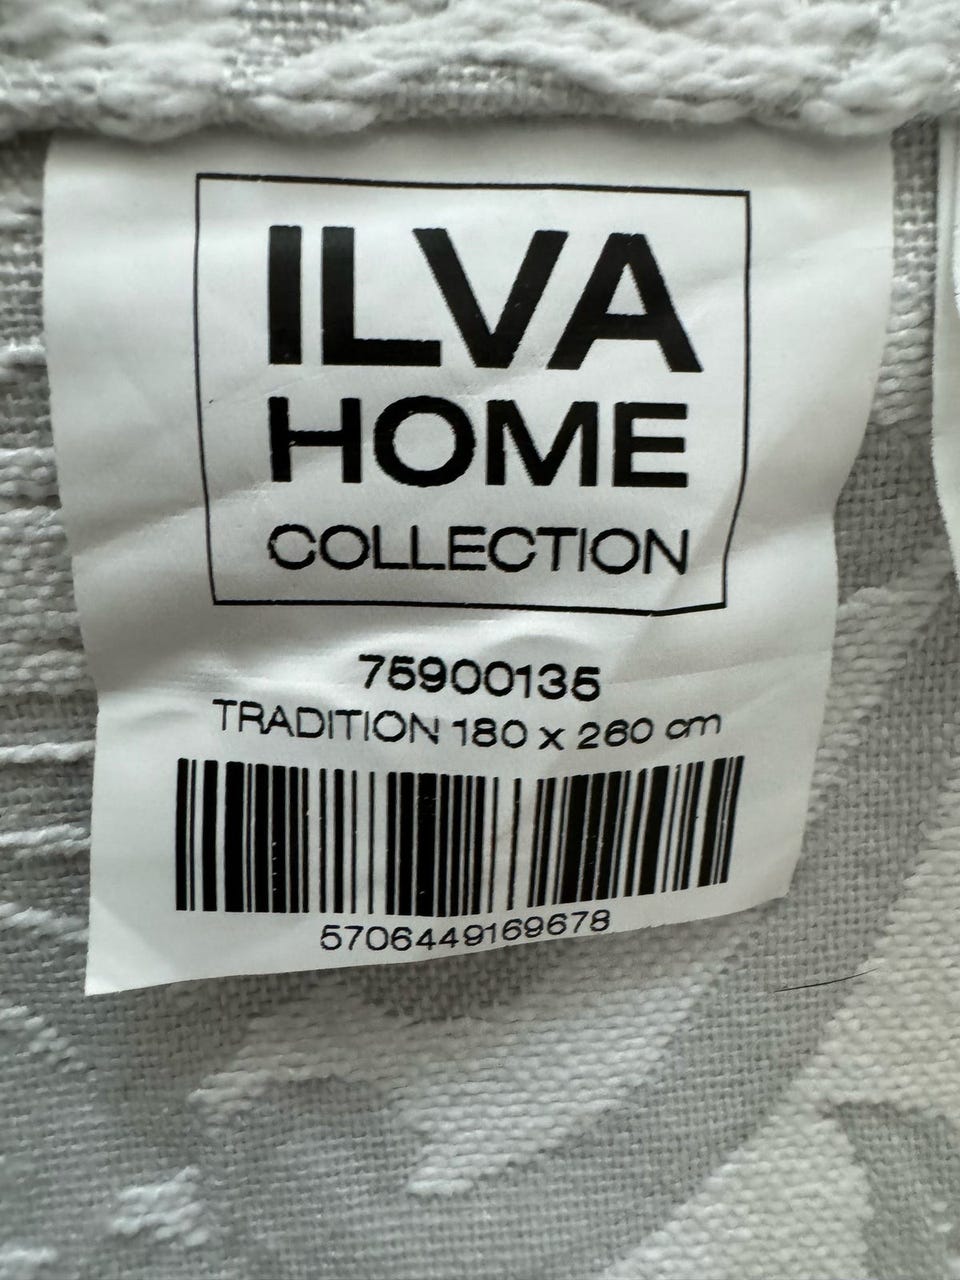 ILVA
HOME
COLLECTION
75900135
TRADITION 180 x 260 cm
5706449169678